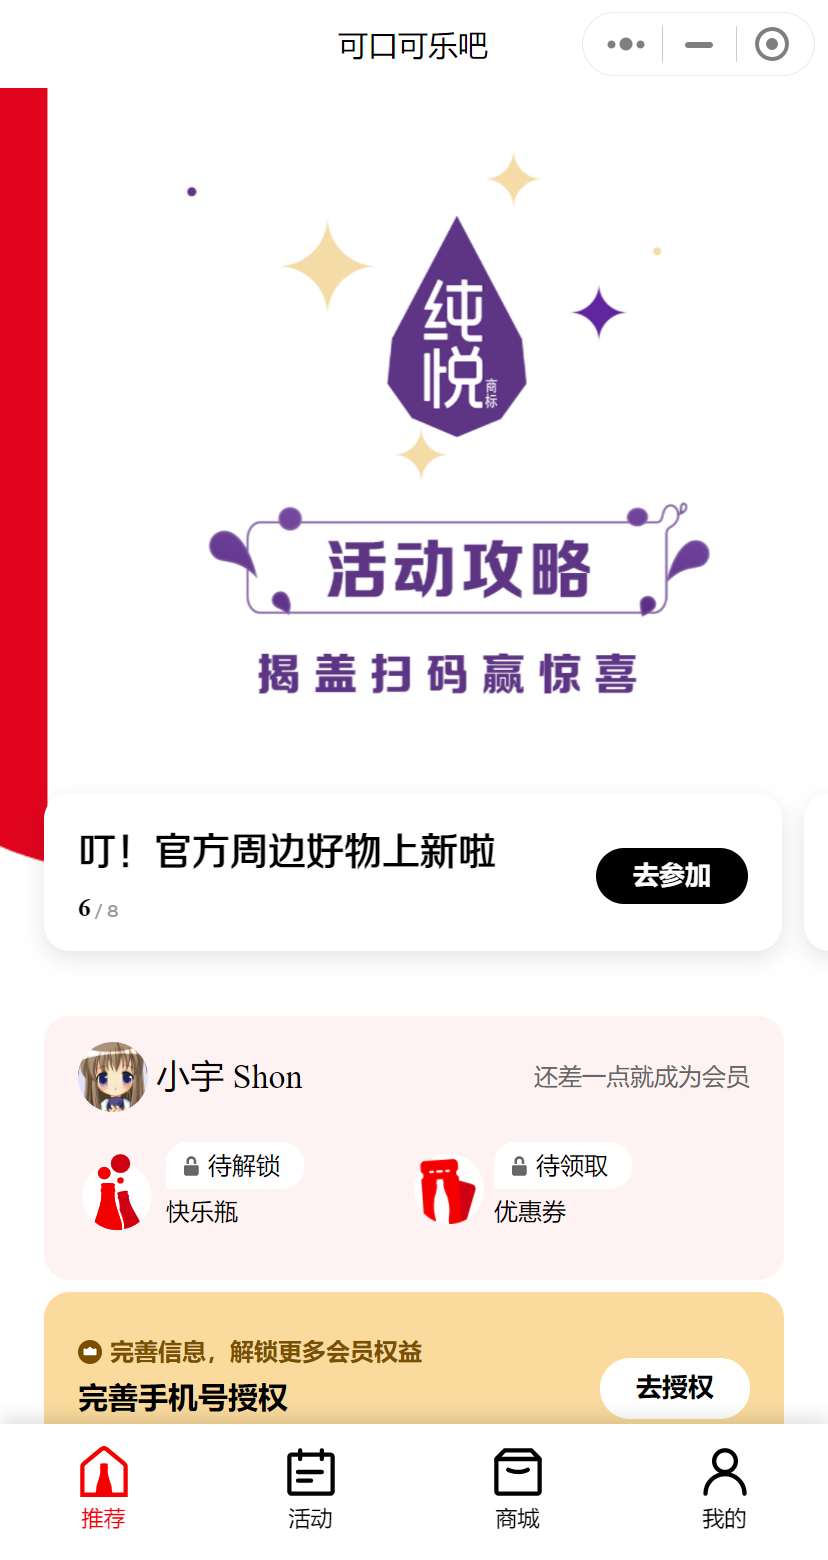 可口可乐吧
纯
悦
商
标
活动攻略
揭盖扫码赢惊喜
叮！官方周边好物上新啦
去参加
6 / 8
小宇 Shon
还差一点就成为会员
待解锁
快乐瓶
待领取
优惠券
完善信息，解锁更多会员权益
完善手机号授权
去授权
推荐
活动
商城
我的